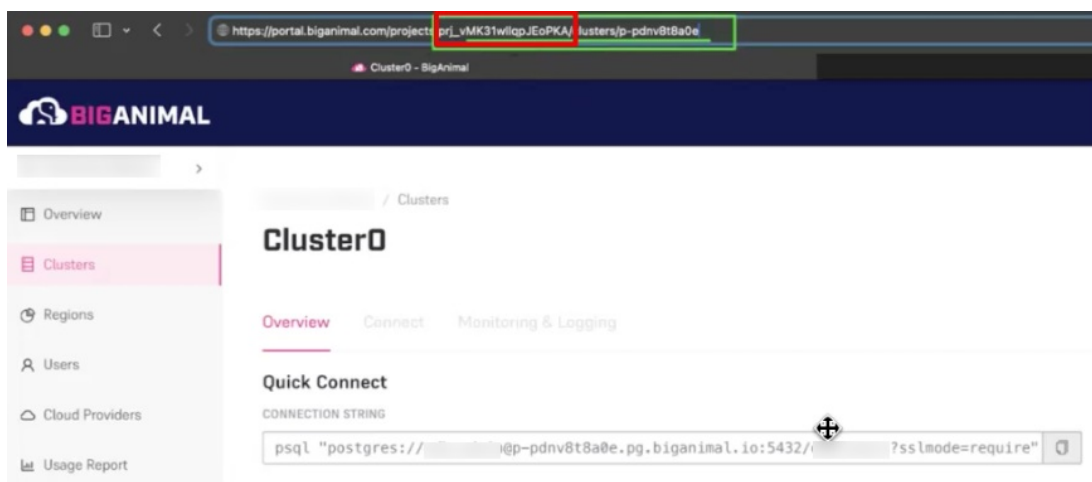 https://portal.biganimal.com/projects/prj_vMK31wllqpJEoPKA/clusters/p-pdnv8t8a0e
Cluster0 - BigAnimal
BIGANIMAL
/ Clusters
Overview
Cluster0
Clusters
Regions
Overview Connect Monitoring & Logging
Users
Quick Connect
Cloud Providers
CONNECTION STRING
psql "postgres:// @p-pdnv8t8a0e.pg.biganimal.io:5432/ ?sslmode=require"
Usage Report